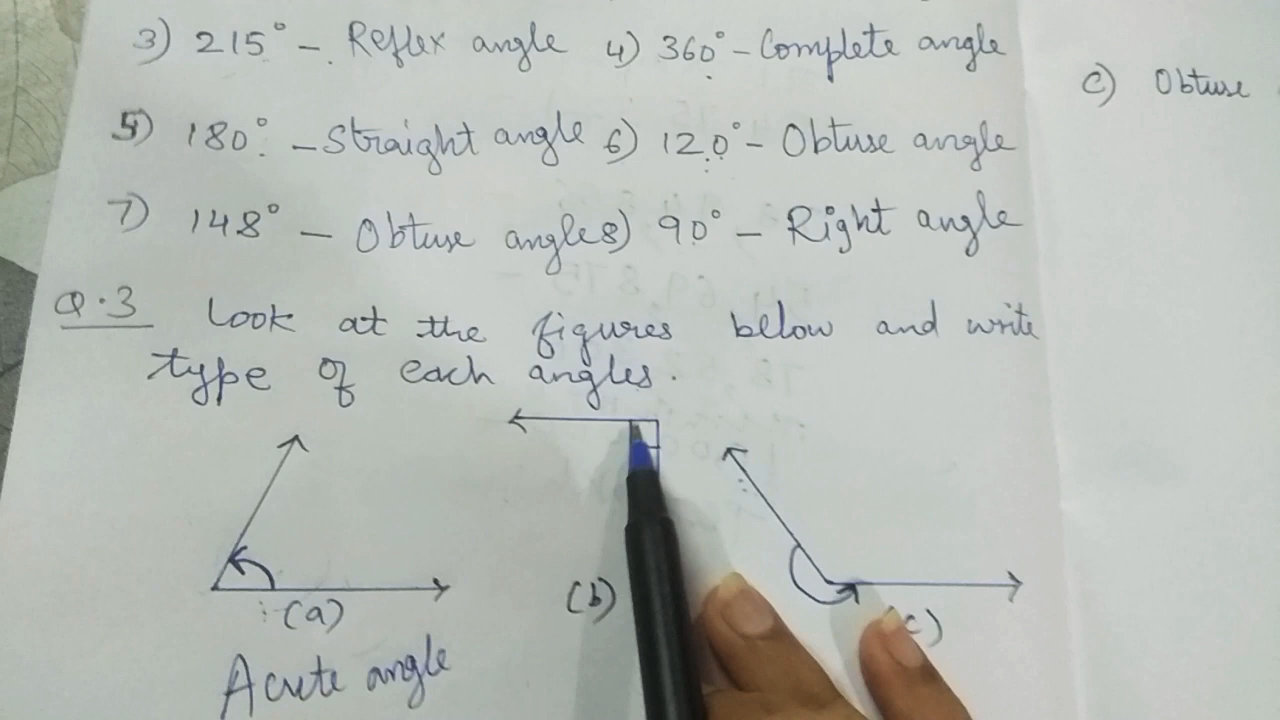 3) 215° - Reflex angle 4) 360° - Complete angle
c) Obtuse
5) 180° - Straight angle 6) 120° - Obtuse angle
7) 148° - Obtuse angle 8) 90° - Right angle
Q.3 Look at the figures below and write
type of each angles.
(a) (b) (c)
Acute angle